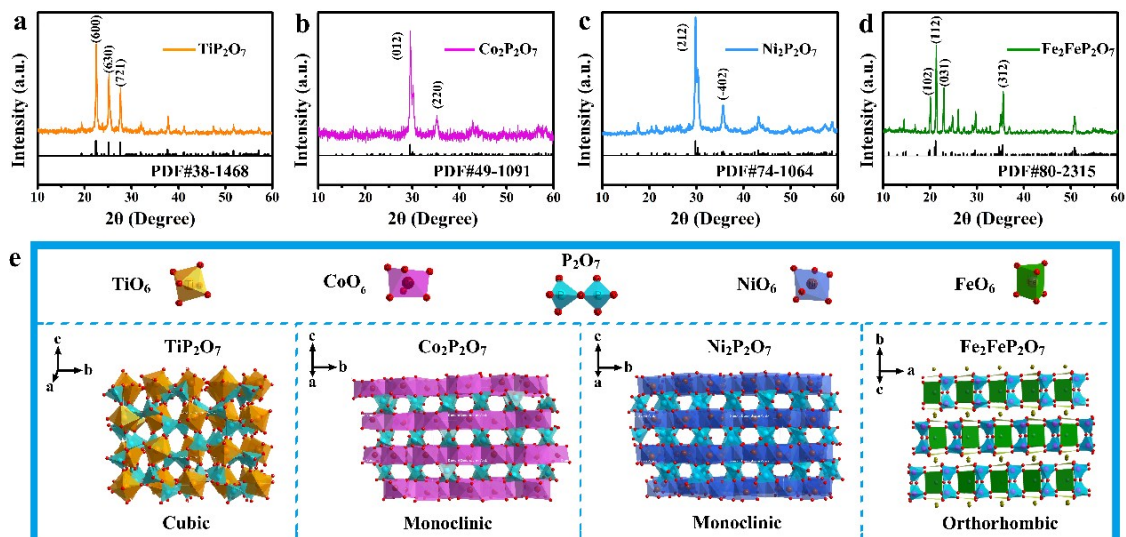 a
Intensity (a.u.)
(600)
(630)
(721)
TiP₂O₇
PDF#38-1468
10 20 30 40 50 60
2θ (Degree)
b
Intensity (a.u.)
(012)
(220)
Co₂P₂O₇
PDF#49-1091
10 20 30 40 50 60
2θ (Degree)
c
Intensity (a.u.)
(212)
(-402)
Ni₂P₂O₇
PDF#74-1064
10 20 30 40 50 60
2θ (Degree)
d
Intensity (a.u.)
(102)
(112)
(031)
(312)
Fe₂FeP₂O₇
PDF#80-2315
10 20 30 40 50 60
2θ (Degree)
e
TiO₆
CoO₆
P₂O₇
NiO₆
FeO₆
c
b
a
TiP₂O₇
Cubic
c
b
a
Co₂P₂O₇
Monoclinic
c
b
a
Ni₂P₂O₇
Monoclinic
b
a
c
Fe₂FeP₂O₇
Orthorhombic